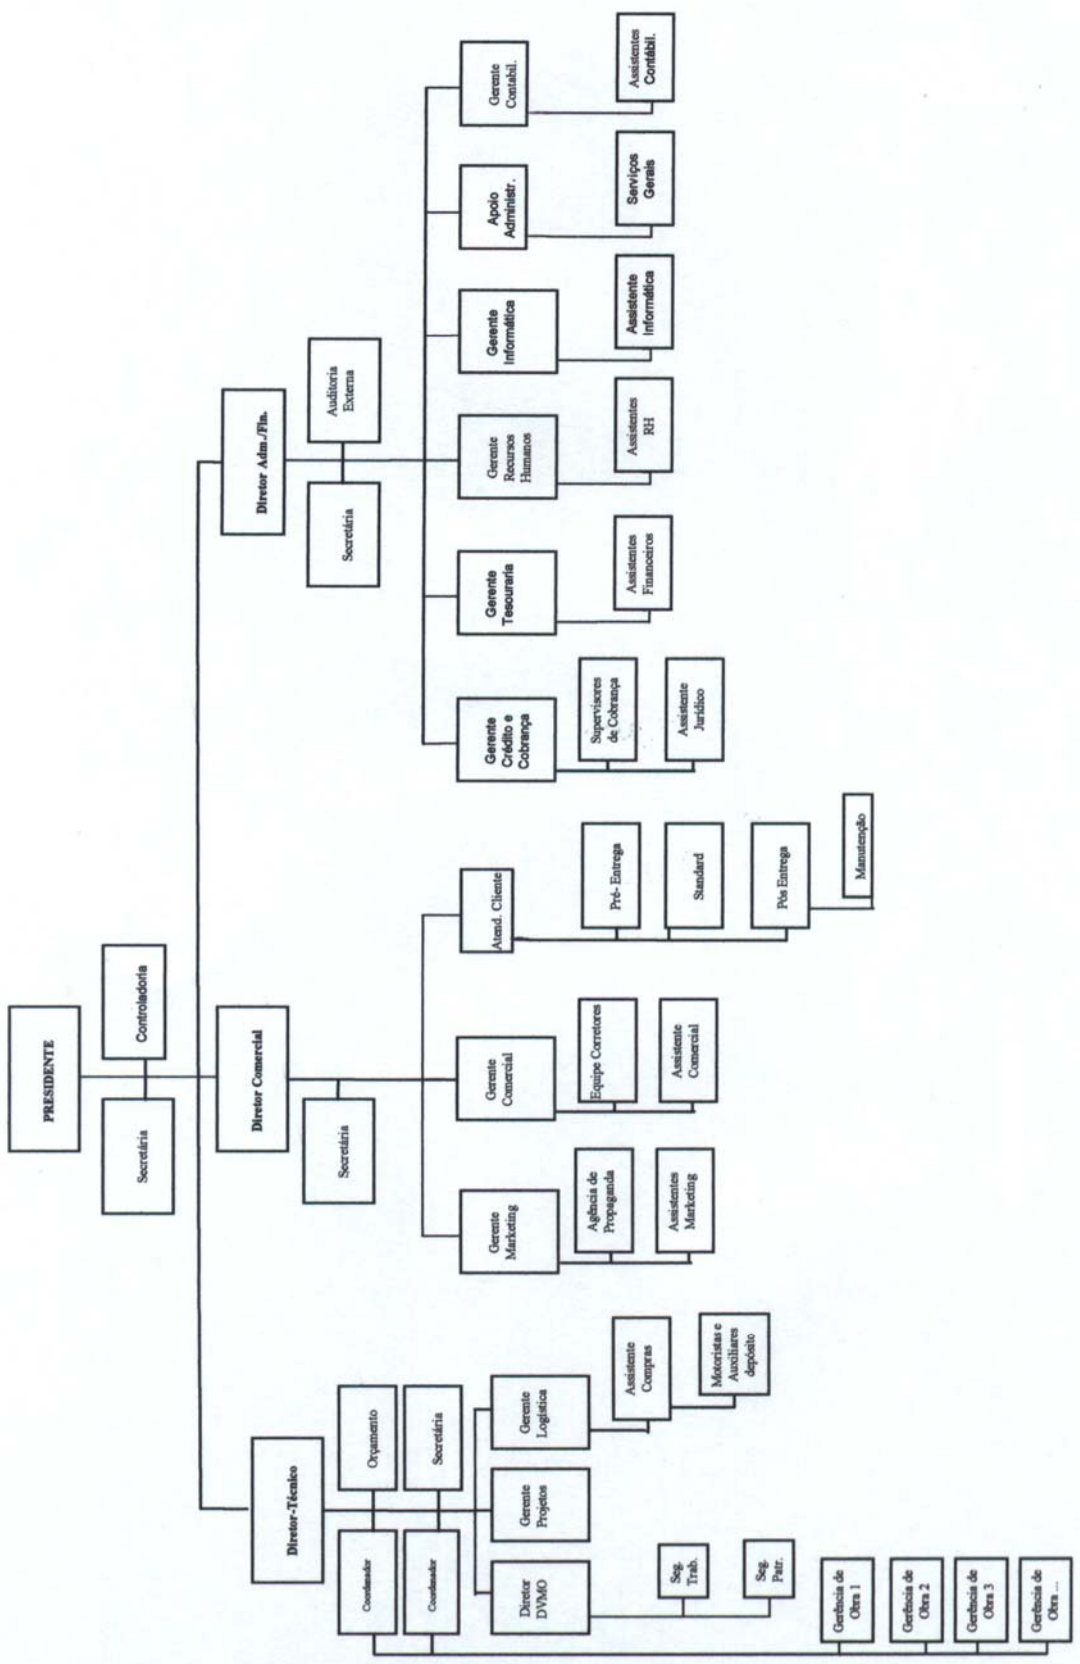 PRESIDENTE
Secretária
Controladoria
Diretor-Técnico
Diretor Comercial
Diretor Adm./Fin.
Coordenador
Orçamento
Coordenador
Secretária
Secretária
Secretária
Auditoria
Externa
Diretor
DVMO
Gerente
Projetos
Gerente
Logística
Gerente
Marketing
Gerente
Comercial
Atend. Cliente
Gerente
Crédito e
Cobrança
Gerente
Tesouraria
Gerente
Recursos
Humanos
Gerente
Informática
Apoio
Administr.
Gerente
Contabil.
Seg.
Trab.
Seg.
Patr.
Gerência de
Obra 1
Gerência de
Obra 2
Gerência de
Obra 3
Gerência de
Obra ...
Assistente
Compras
Motoristas e
Auxiliares
depósito
Agência de
Propaganda
Assistentes
Marketing
Equipe Corretores
Assistente
Comercial
Pré- Entrega
Standard
Pós Entrega
Manutenção
Supervisores
de Cobrança
Assistente
Jurídico
Assistentes
Financeiros
Assistentes
RH
Assistente
Informática
Serviços
Gerais
Assistentes
Contábil.